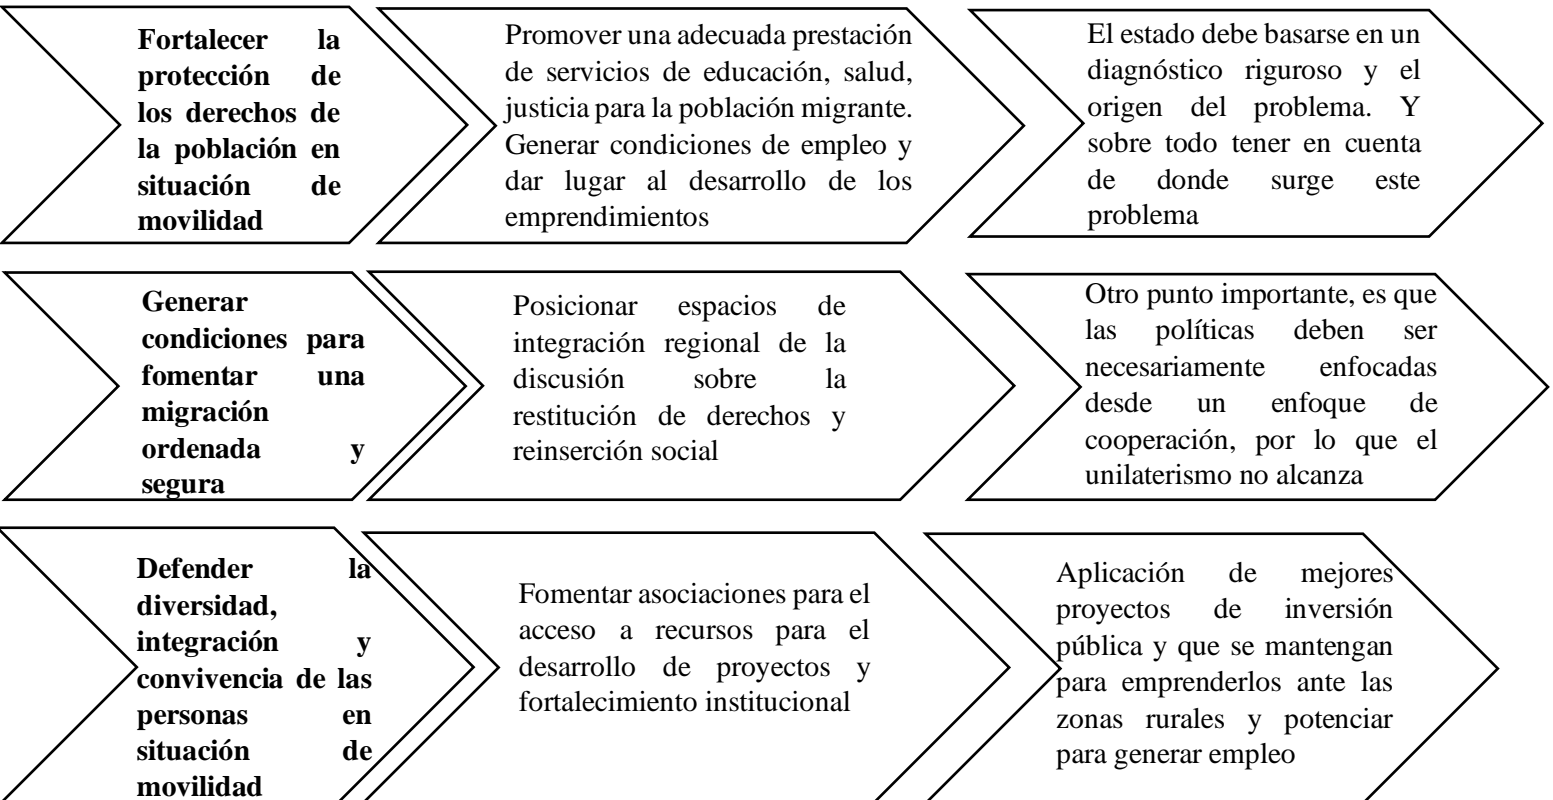 Fortalecer la
protección de
los derechos de
la población en
situación de
movilidad
Promover una adecuada prestación
de servicios de educación, salud,
justicia para la población migrante.
Generar condiciones de empleo y
dar lugar al desarrollo de los
emprendimientos
El estado debe basarse en un
diagnóstico riguroso y el
origen del problema. Y
sobre todo tener en cuenta
de donde surge este
problema
Generar
condiciones para
fomentar una
migración
ordenada y
segura
Posicionar espacios de
integración regional de la
discusión sobre la
restitución de derechos y
reinserción social
Otro punto importante, es que
las políticas deben ser
necesariamente enfocadas
desde un enfoque de
cooperación, por lo que el
unilaterismo no alcanza
Defender la
diversidad,
integración y
convivencia de las
personas en
situación de
movilidad
Fomentar asociaciones para el
acceso a recursos para el
desarrollo de proyectos y
fortalecimiento institucional
Aplicación de mejores
proyectos de inversión
pública y que se mantengan
para emprenderlos ante las
zonas rurales y potenciar
para generar empleo